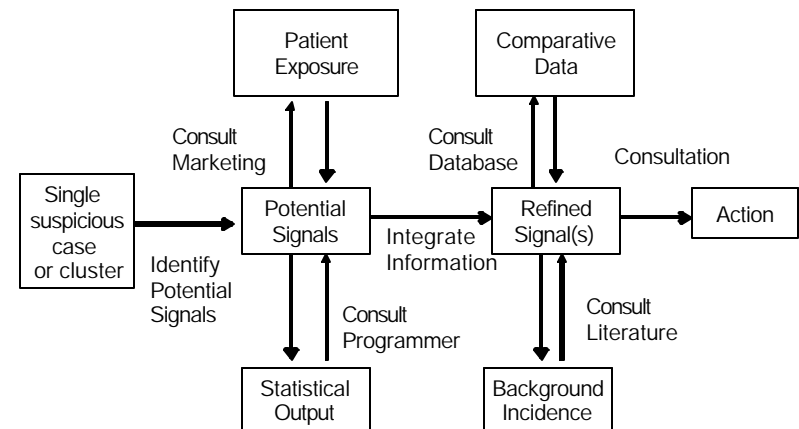 Patient
Exposure
Comparative
Data
Consult
Marketing
Consult
Database
Consultation
Single
suspicious
case
or cluster
Potential
Signals
Refined
Signal(s)
Action
Identify
Potential
Signals
Integrate
Information
Consult
Programmer
Consult
Literature
Statistical
Output
Background
Incidence